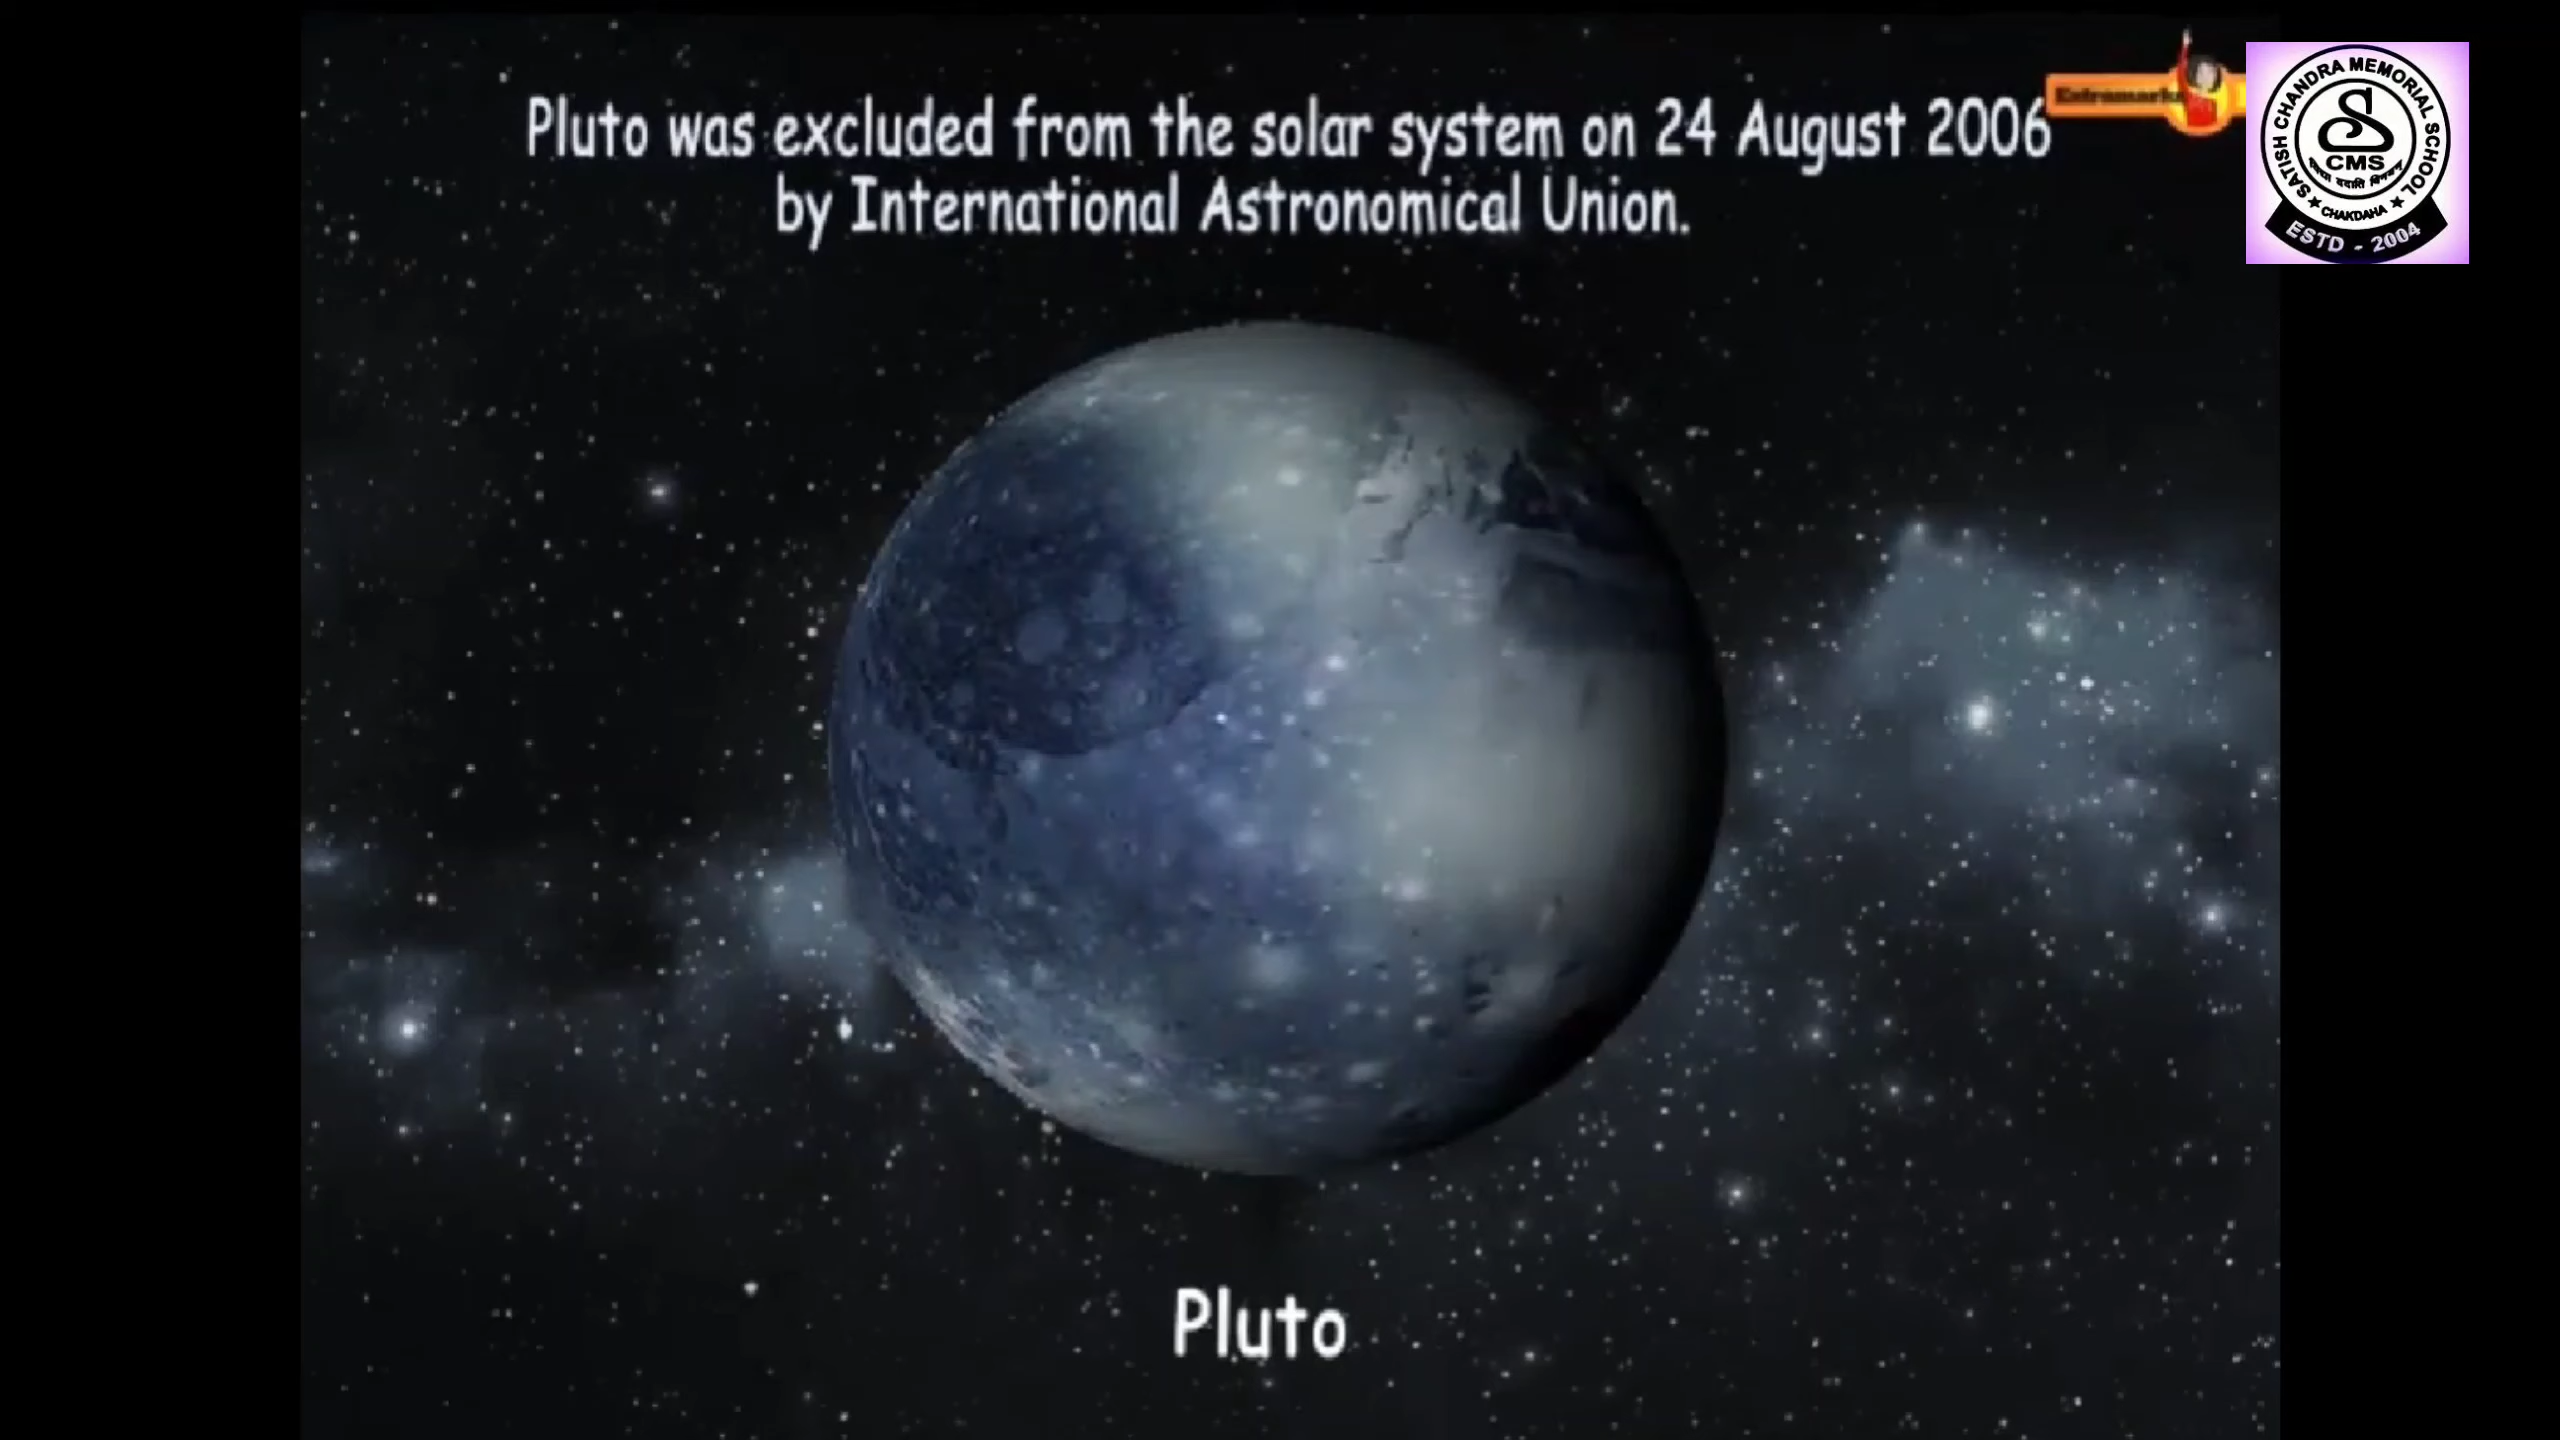 Pluto was excluded from the solar system on 24 August 2006
by International Astronomical Union.
Extramarks
SATISH CHANDRA MEMORIAL SCHOOL
S
CMS
CHAKDAHA
ESTD - 2004
Pluto